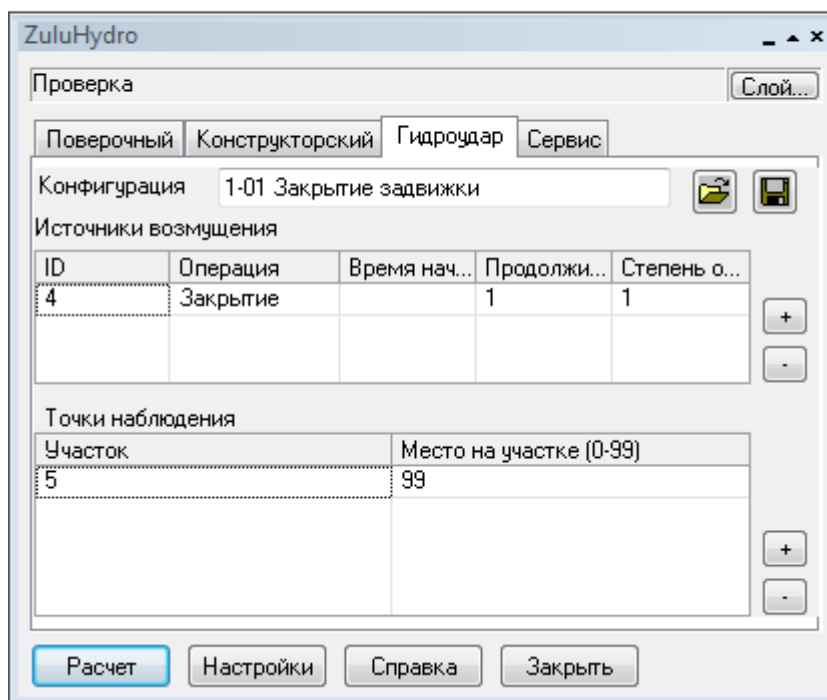 ZuluHydro
Проверка Слой...
Поверочный Конструкторский Гидроудар Сервис
Конфигурация 1-01 Закрытие задвижки
Источники возмущения
ID Операция Время нач... Продолжи... Степень о...
4 Закрытие 1 1
+
-
Точки наблюдения
Участок Место на участке (0-99)
5 99
+
-
Расчет Настройки Справка Закрыть